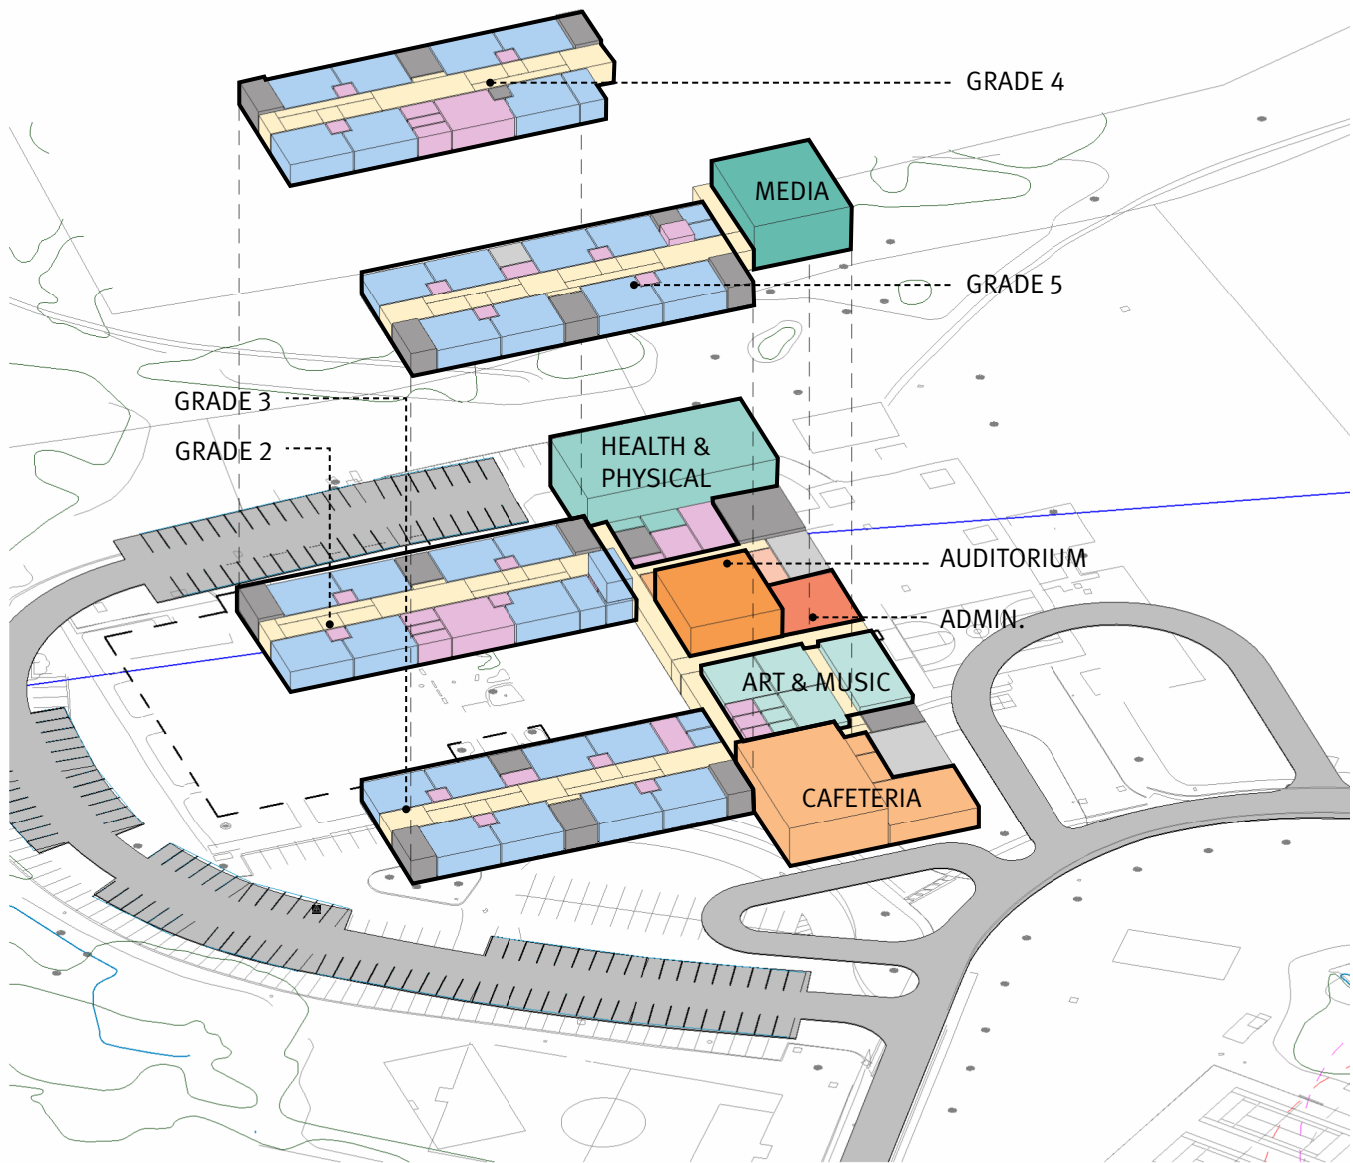 GRADE 4
MEDIA
GRADE 5
GRADE 3
GRADE 2
HEALTH &
PHYSICAL
AUDITORIUM
ADMIN.
ART & MUSIC
CAFETERIA